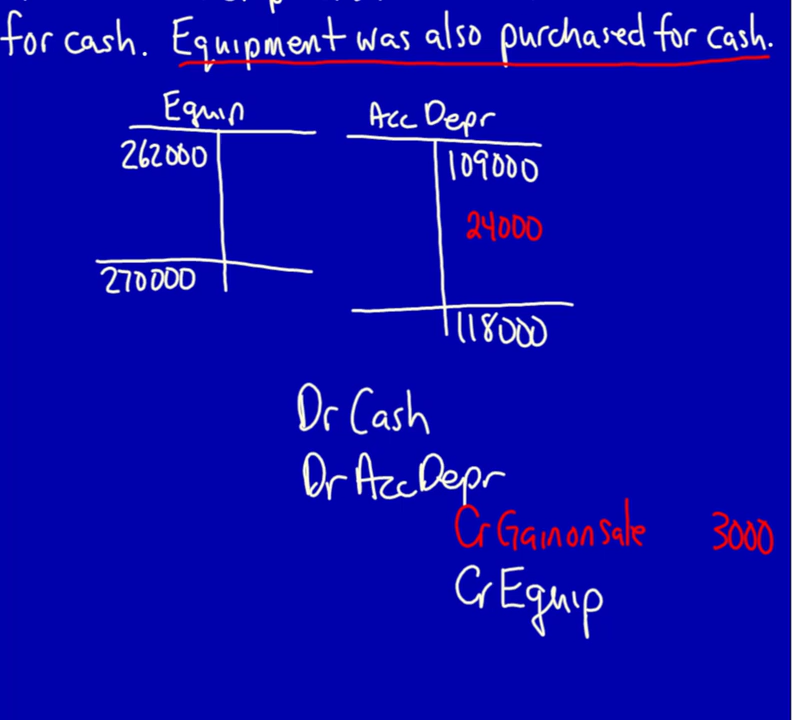 for cash. Equipment was also purchased for cash.
Equip Acc Depr
262000 109000
24000
270000 118000
Dr Cash
Dr Acc Depr
Cr Gain on Sale 3000
Cr Equip